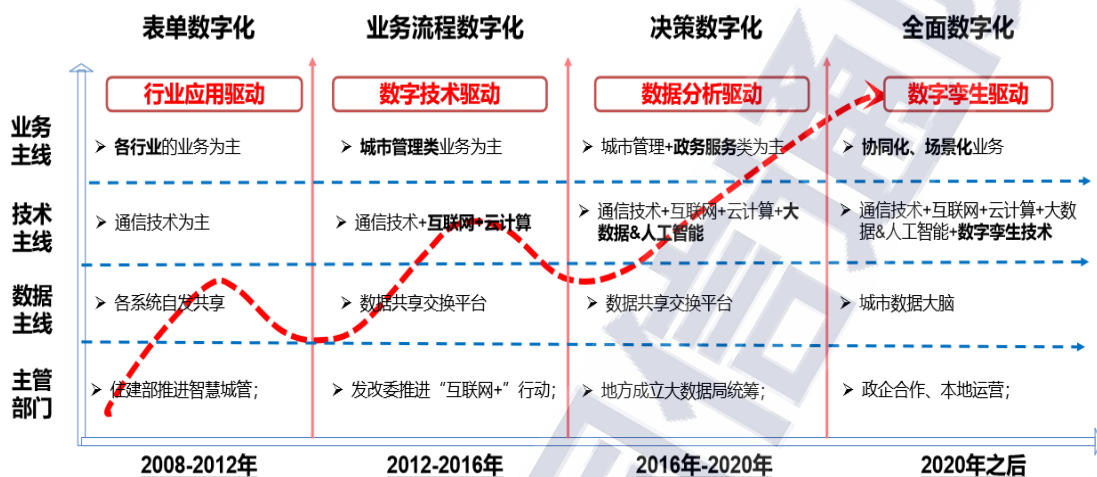 表单数字化
业务流程数字化
决策数字化
全面数字化
行业应用驱动
数字技术驱动
数据分析驱动
数字孪生驱动
业务
主线
➢ 各行业的业务为主
➢ 城市管理类业务为主
➢ 城市管理+政务服务类为主
➢ 协同化、场景化业务
技术
主线
➢ 通信技术为主
➢ 通信技术+互联网+云计算
➢ 通信技术+互联网+云计算+大
数据&人工智能
➢ 通信技术+互联网+云计算+大数
据&人工智能+数字孪生技术
数据
主线
➢ 各系统自发共享
➢ 数据共享交换平台
➢ 数据共享交换平台
➢ 城市数据大脑
主管
部门
➢ 住建部推进智慧城管；
➢ 发改委推进“互联网+”行动；
➢ 地方成立大数据局统筹；
➢ 政企合作、本地运营；
2008-2012年
2012-2016年
2016年-2020年
2020年之后